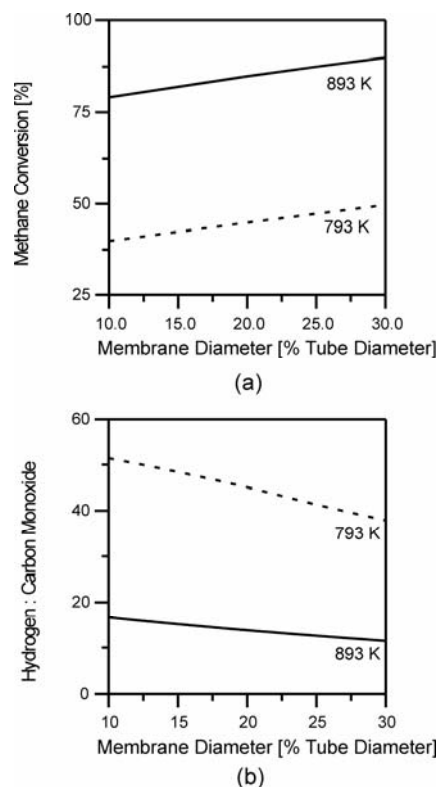 Methane Conversion [%]
100
75
50
25
893 K
793 K
10.0 15.0 20.0 25.0 30.0
Membrane Diameter [% Tube Diameter]
(a)
Hydrogen : Carbon Monoxide
60
40
20
0
793 K
893 K
10 15 20 25 30
Membrane Diameter [% Tube Diameter]
(b)